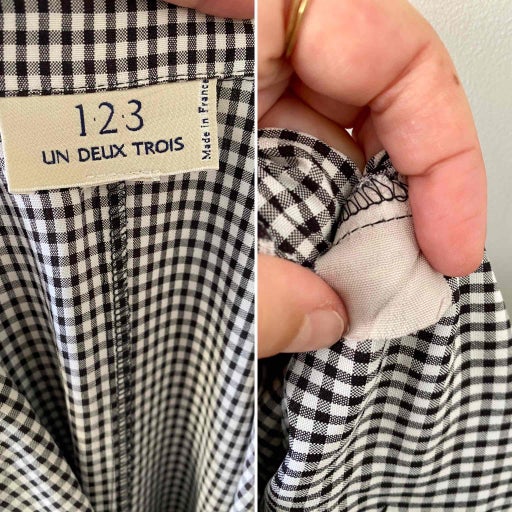 1·2·3
UN DEUX TROIS
Made in France